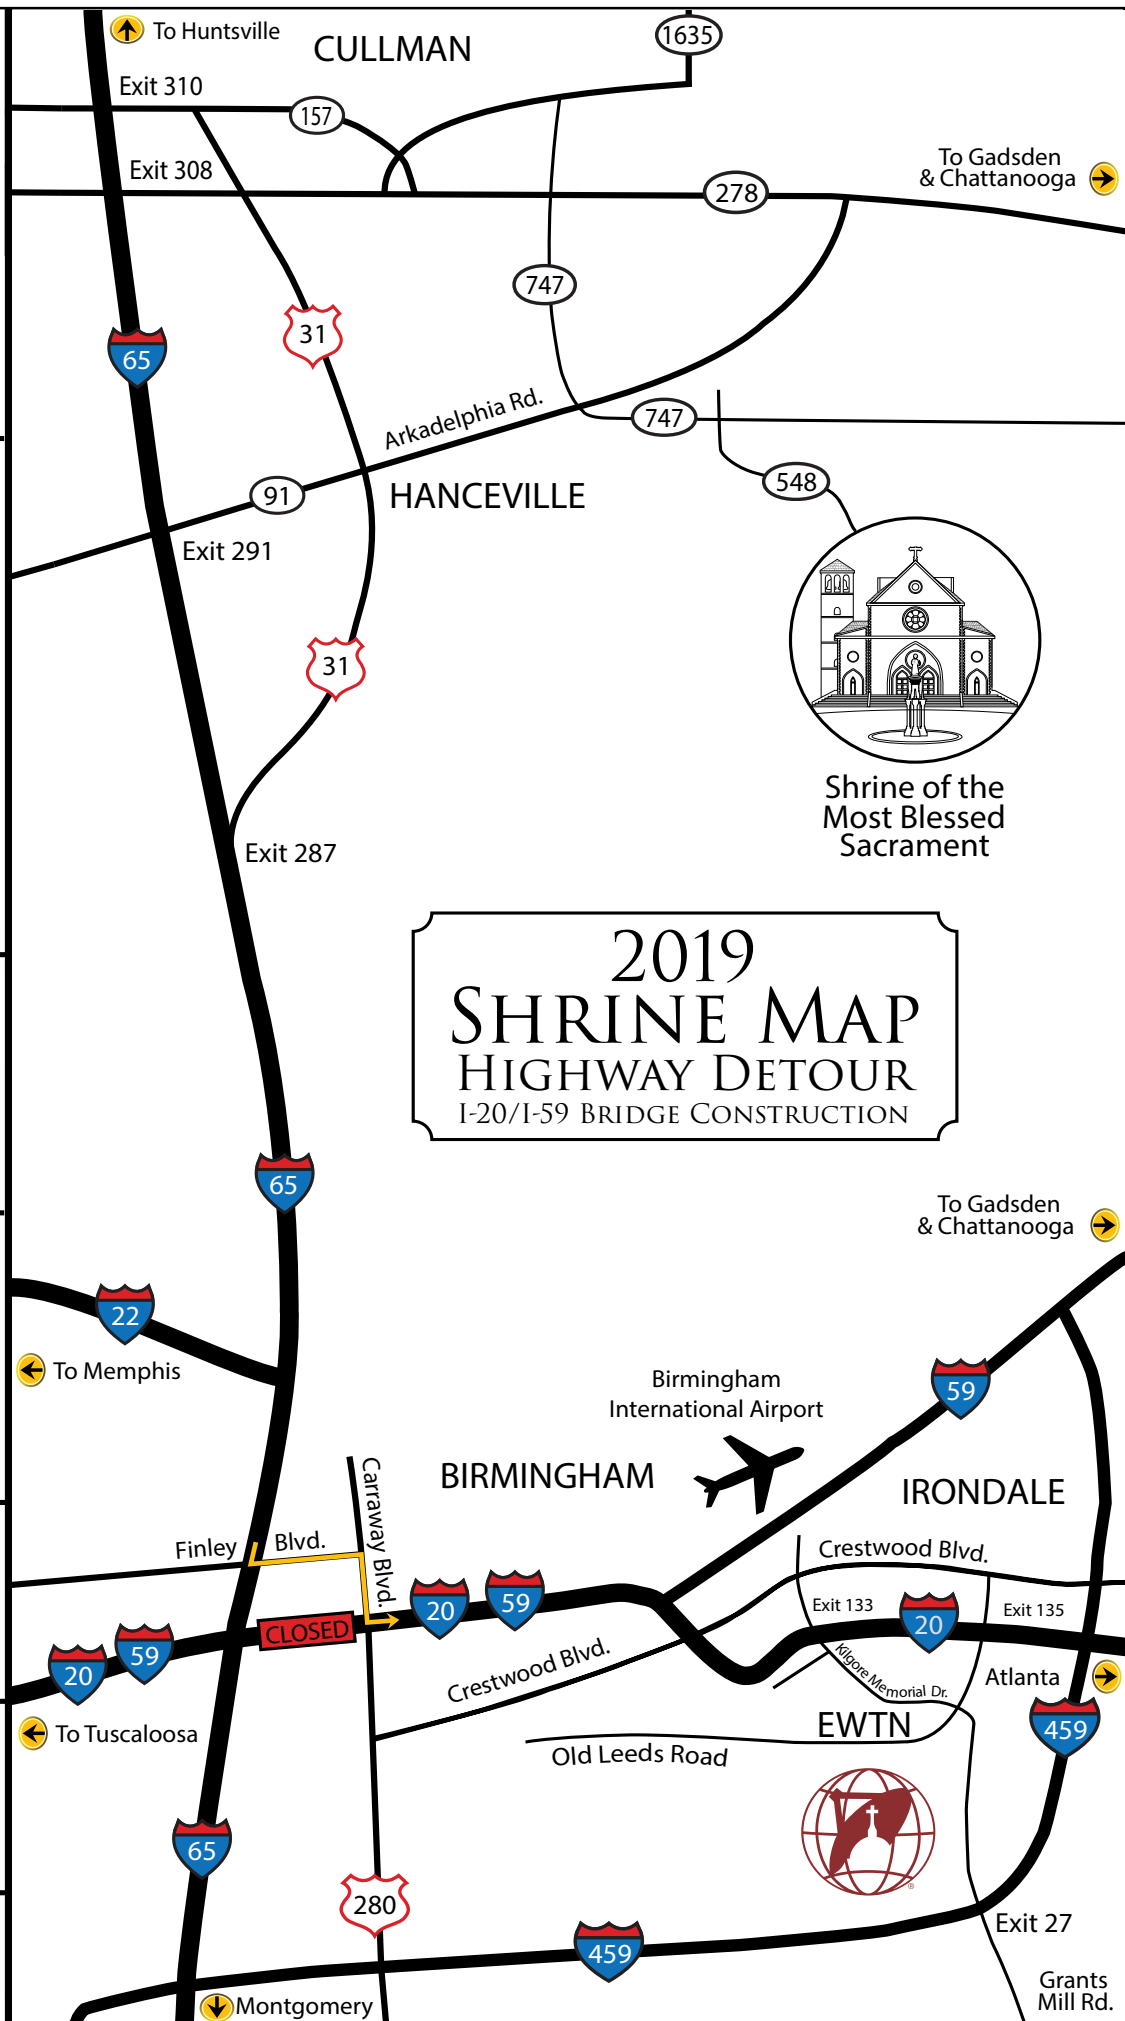 To Huntsville
CULLMAN
1635
Exit 310
157
Exit 308
To Gadsden
& Chattanooga
278
747
31
65
Arkadelphia Rd.
747
91
HANCEVILLE
548
Exit 291
31
Shrine of the
Most Blessed
Sacrament
Exit 287
2019
SHRINE MAP
HIGHWAY DETOUR
I-20/I-59 BRIDGE CONSTRUCTION
65
To Gadsden
& Chattanooga
22
To Memphis
Birmingham
International Airport
59
BIRMINGHAM
IRONDALE
Carraway Blvd.
Finley Blvd.
Crestwood Blvd.
20
59
Exit 133
20
Exit 135
CLOSED
20
59
Crestwood Blvd.
Kilgore Memorial Dr.
Atlanta
To Tuscaloosa
EWTN
459
Old Leeds Road
65
®
280
Exit 27
459
Grants
Mill Rd.
Montgomery